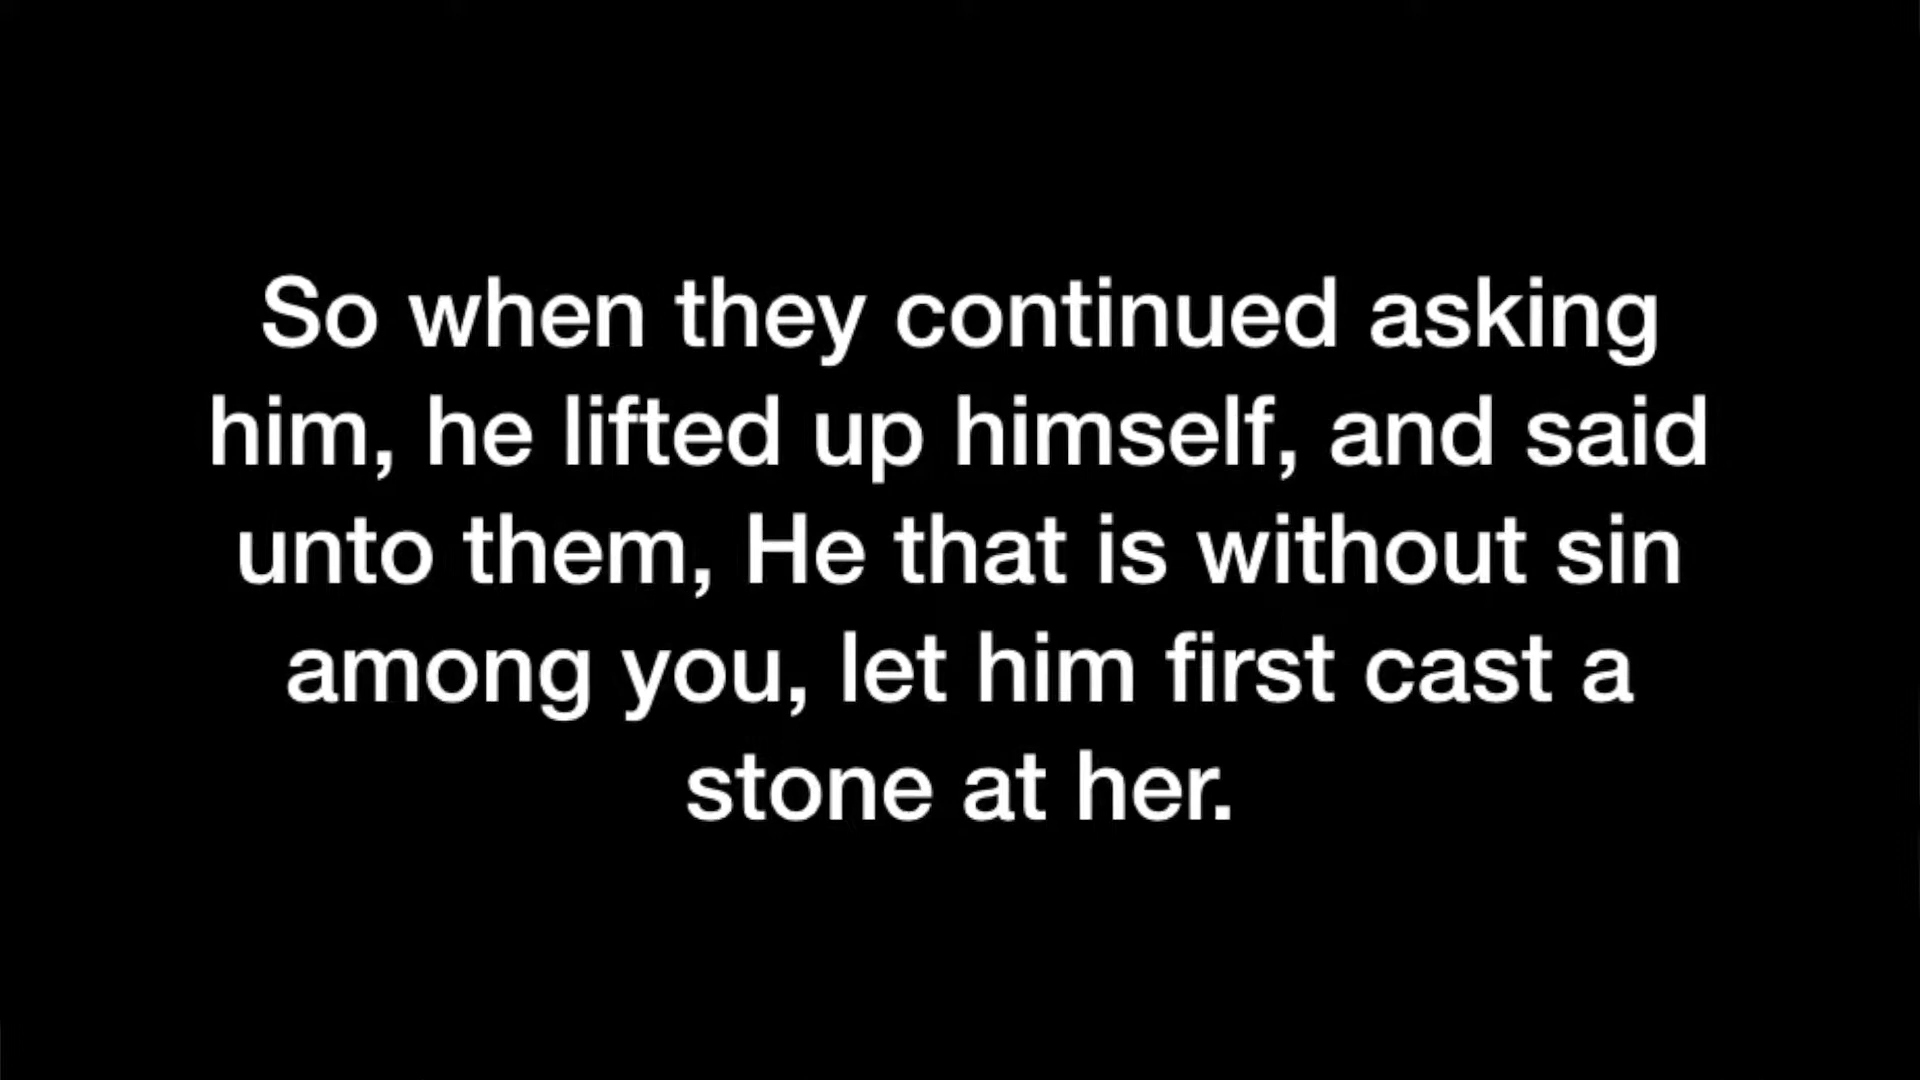 So when they continued asking
him, he lifted up himself, and said
unto them, He that is without sin
among you, let him first cast a
stone at her.